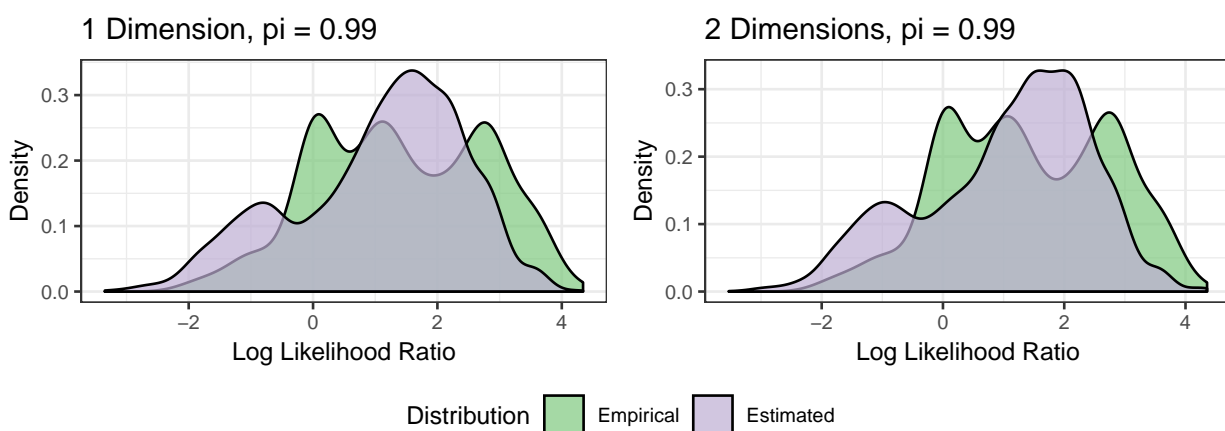 1 Dimension, pi = 0.99
2 Dimensions, pi = 0.99
Density
0.3
0.2
0.1
0.0
−2 0 2 4
Log Likelihood Ratio
Density
0.3
0.2
0.1
0.0
−2 0 2 4
Log Likelihood Ratio
Distribution Empirical Estimated